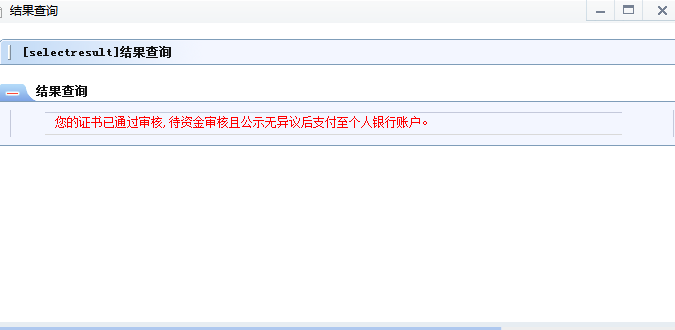 结果查询
[selectresult]结果查询
结果查询
您的证书已通过审核,待资金审核且公示无异议后支付至个人银行账户。